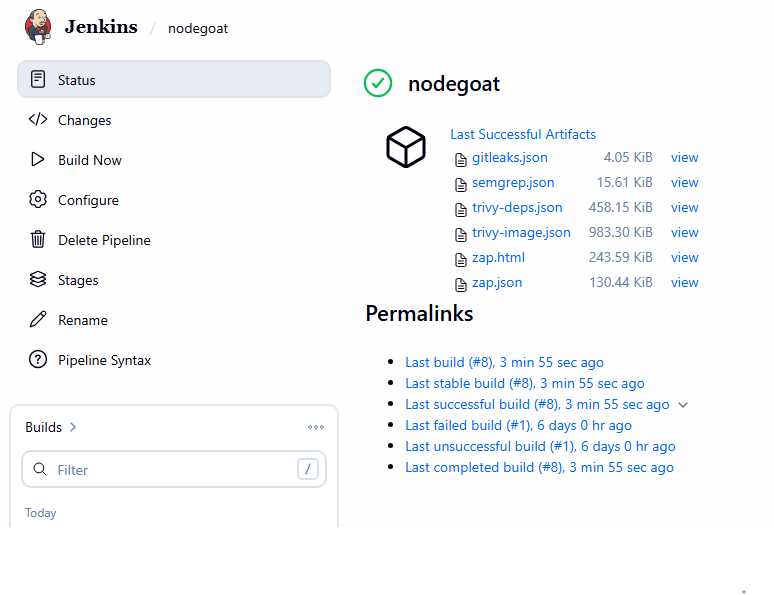 Jenkins / nodegoat
Status
Changes
Build Now
Configure
Delete Pipeline
Stages
Rename
Pipeline Syntax
Builds
Filter /
Today
nodegoat
Last Successful Artifacts
gitleaks.json 4.05 KiB view
semgrep.json 15.61 KiB view
trivy-deps.json 458.15 KiB view
trivy-image.json 983.30 KiB view
zap.html 243.59 KiB view
zap.json 130.44 KiB view
Permalinks
Last build (#8), 3 min 55 sec ago
Last stable build (#8), 3 min 55 sec ago
Last successful build (#8), 3 min 55 sec ago
Last failed build (#1), 6 days 0 hr ago
Last unsuccessful build (#1), 6 days 0 hr ago
Last completed build (#8), 3 min 55 sec ago